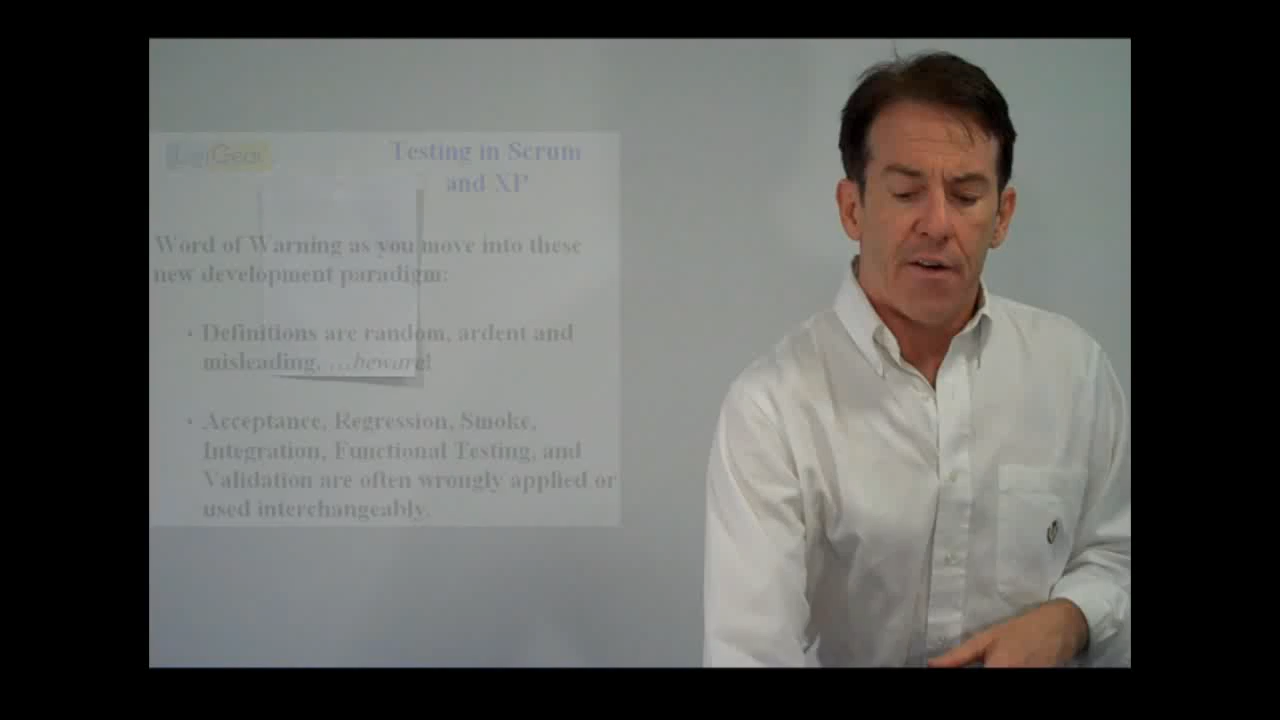 LogiGear
Testing in Scrum
and XP
Word of Warning as you move into these
new development paradigm:
• Definitions are random, ardent and
misleading, …beware!
• Acceptance, Regression, Smoke,
Integration, Functional Testing, and
Validation are often wrongly applied or
used interchangeably.